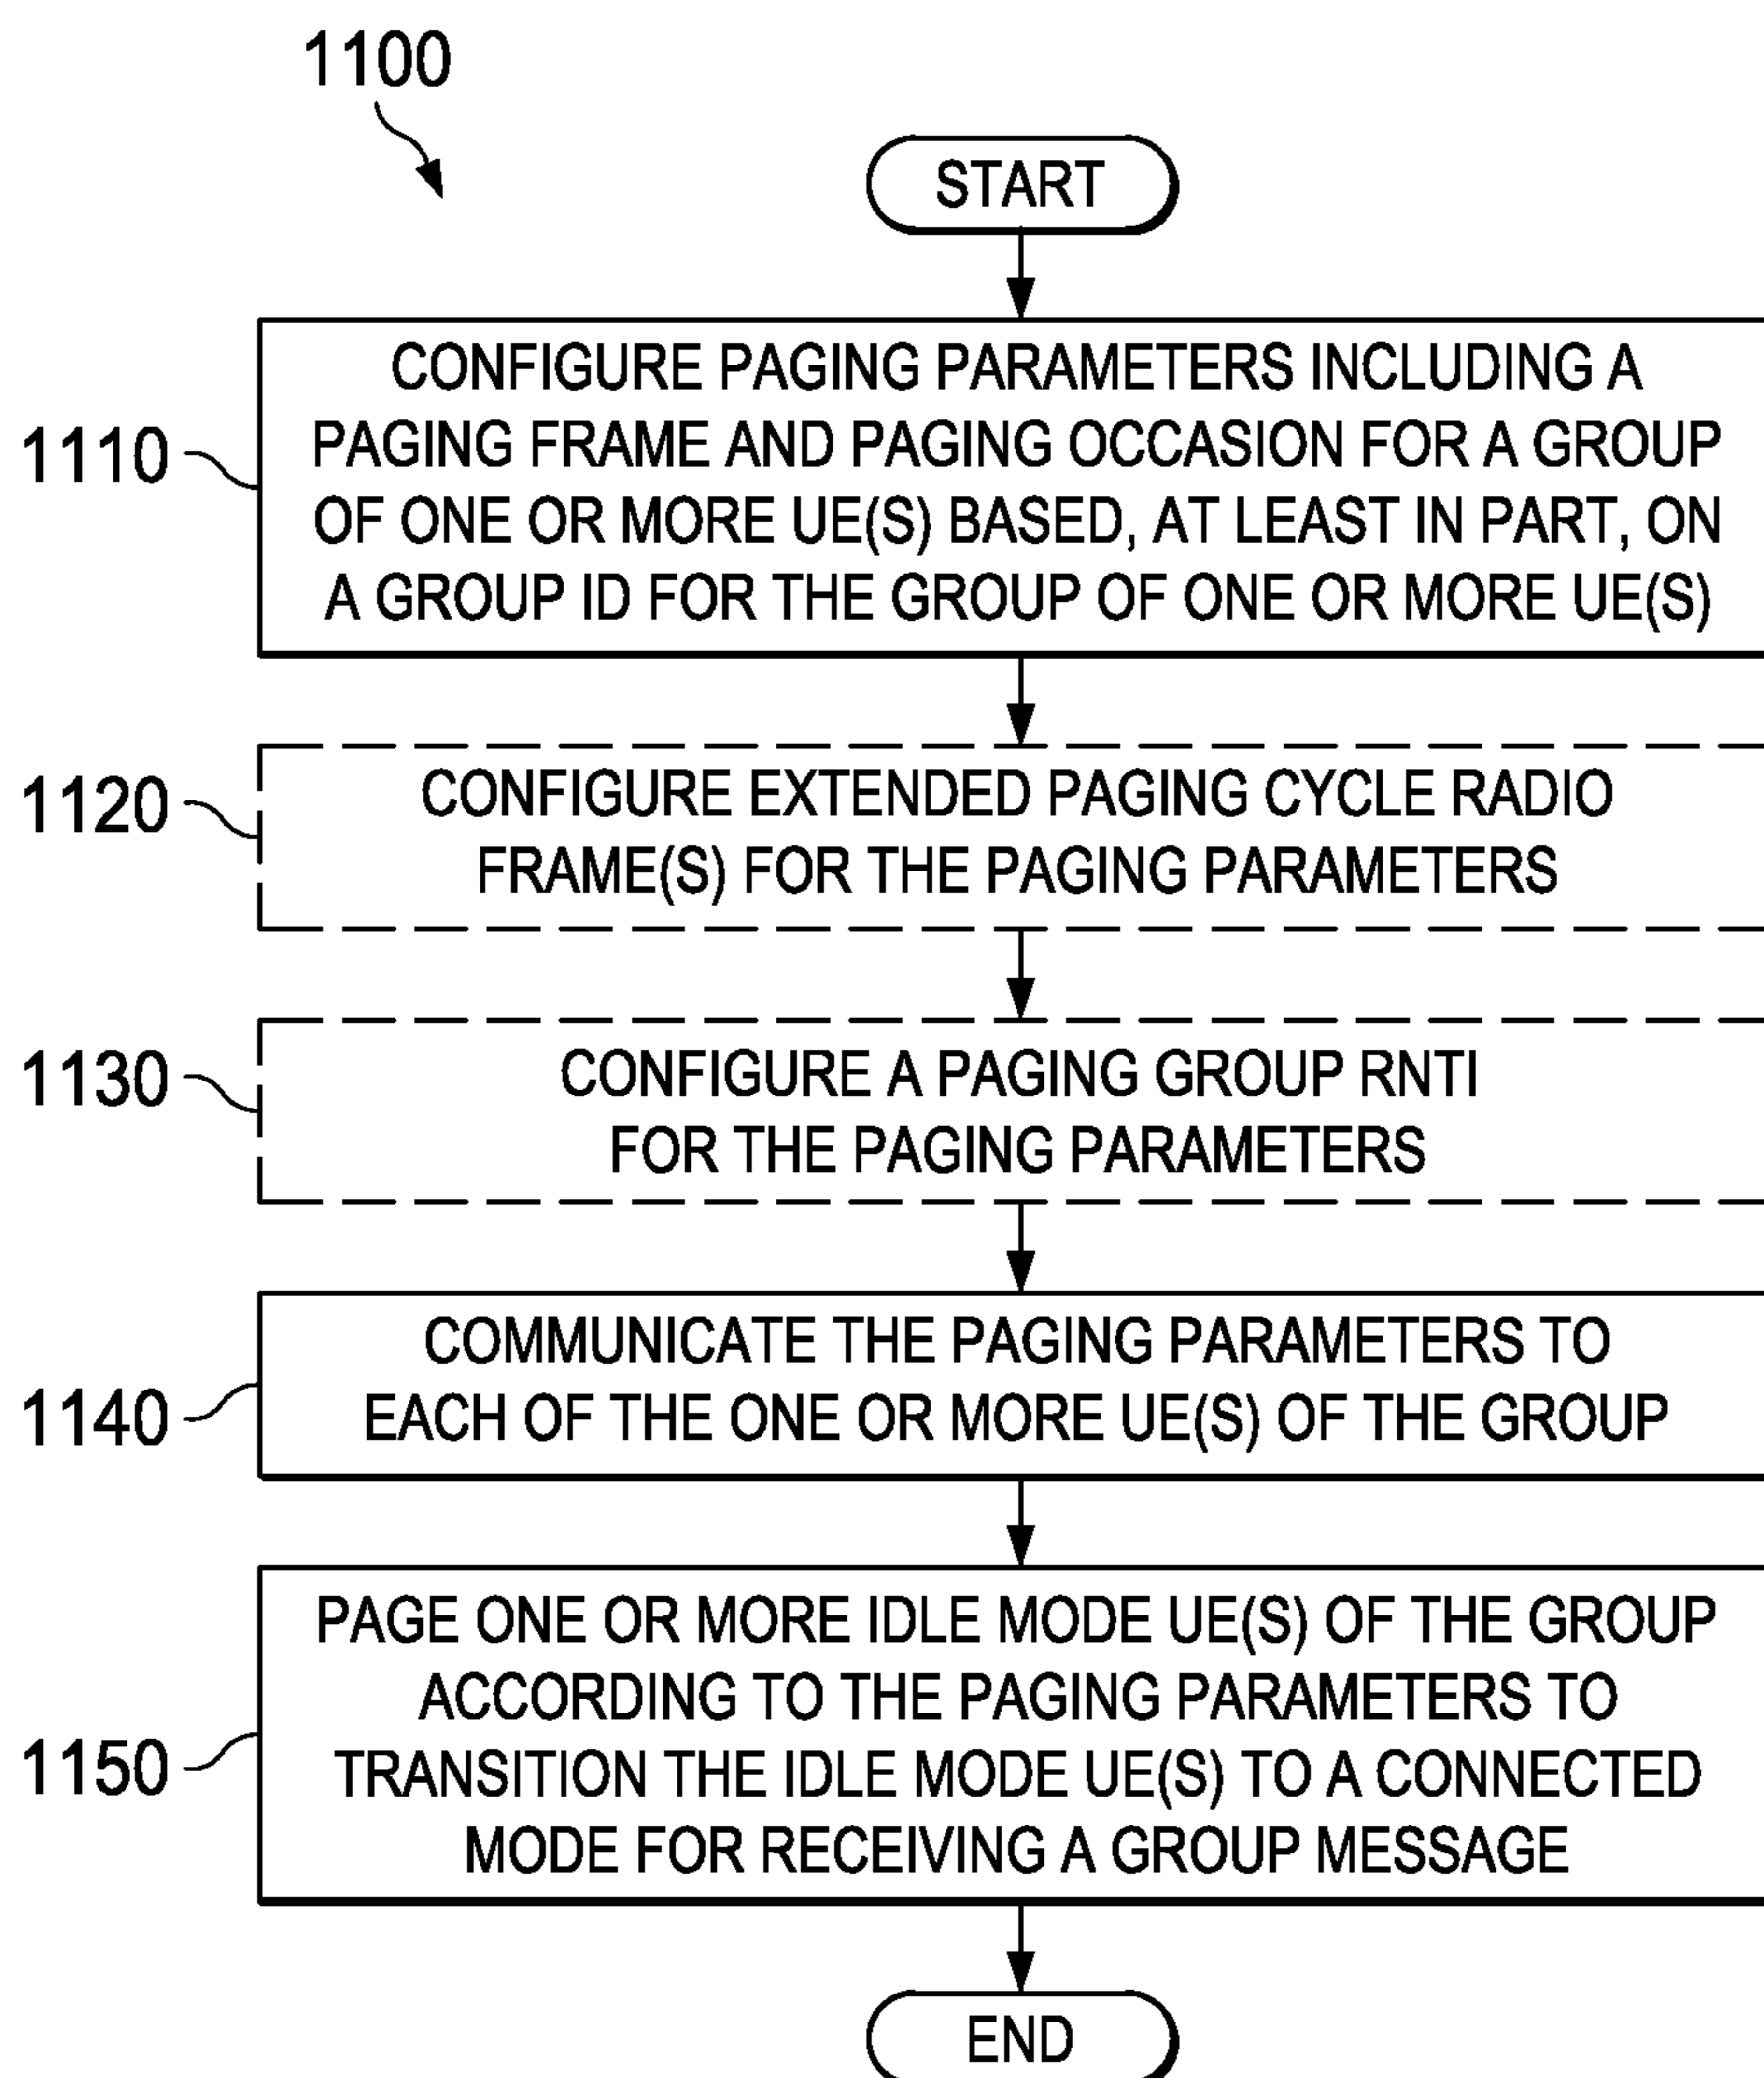 1100
START
1110
CONFIGURE PAGING PARAMETERS INCLUDING A
PAGING FRAME AND PAGING OCCASION FOR A GROUP
OF ONE OR MORE UE(S) BASED, AT LEAST IN PART, ON
A GROUP ID FOR THE GROUP OF ONE OR MORE UE(S)
1120
CONFIGURE EXTENDED PAGING CYCLE RADIO
FRAME(S) FOR THE PAGING PARAMETERS
1130
CONFIGURE A PAGING GROUP RNTI
FOR THE PAGING PARAMETERS
1140
COMMUNICATE THE PAGING PARAMETERS TO
EACH OF THE ONE OR MORE UE(S) OF THE GROUP
1150
PAGE ONE OR MORE IDLE MODE UE(S) OF THE GROUP
ACCORDING TO THE PAGING PARAMETERS TO
TRANSITION THE IDLE MODE UE(S) TO A CONNECTED
MODE FOR RECEIVING A GROUP MESSAGE
END